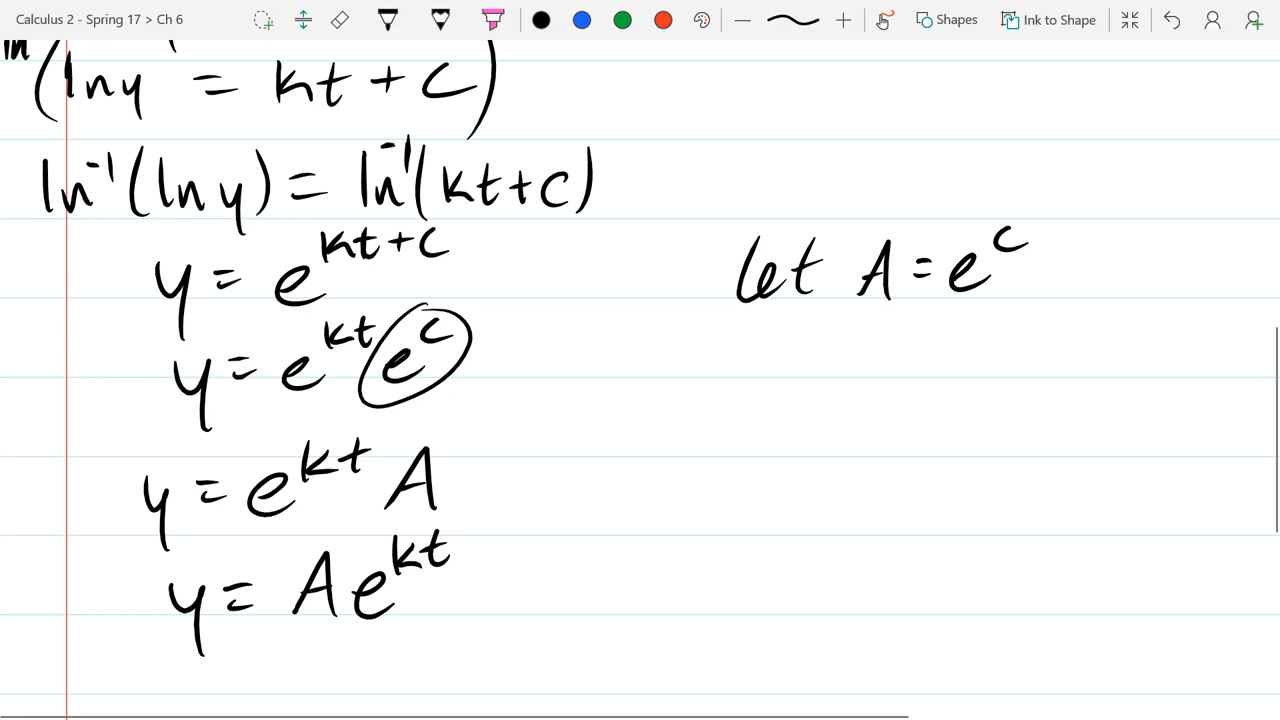 Calculus 2 - Spring 17 > Ch 6
Shapes
Ink to Shape
ln
(ln y = kt + c)
ln⁻¹(ln y) = ln⁻¹(kt+c)
y = e^(kt+c)
let A = e^c
y = e^(kt) e^c
y = e^(kt) A
y = A e^(kt)